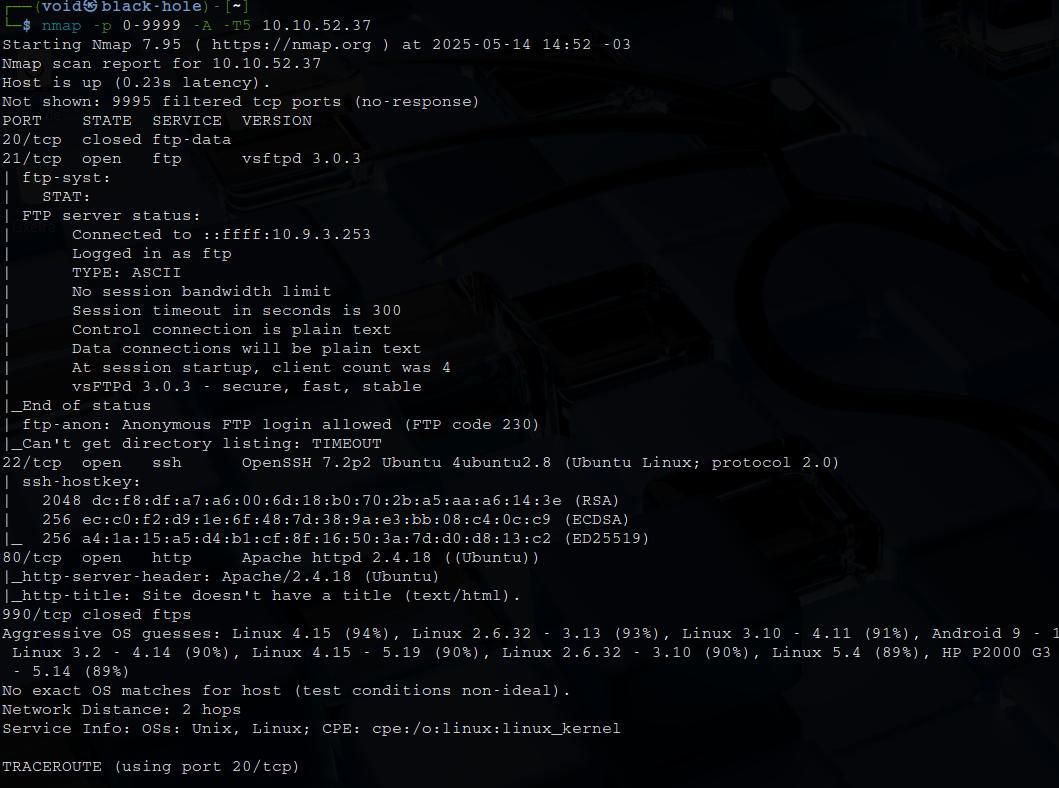 ┌──(void㉿black-hole)-[~]
└─$ nmap -p 0-9999 -A -T5 10.10.52.37
Starting Nmap 7.95 ( https://nmap.org ) at 2025-05-14 14:52 -03
Nmap scan report for 10.10.52.37
Host is up (0.23s latency).
Not shown: 9995 filtered tcp ports (no-response)
PORT    STATE  SERVICE  VERSION
20/tcp  closed ftp-data
21/tcp  open   ftp      vsftpd 3.0.3
| ftp-syst:
|   STAT:
| FTP server status:
|      Connected to ::ffff:10.9.3.253
|      Logged in as ftp
|      TYPE: ASCII
|      No session bandwidth limit
|      Session timeout in seconds is 300
|      Control connection is plain text
|      Data connections will be plain text
|      At session startup, client count was 4
|      vsFTPd 3.0.3 - secure, fast, stable
|_End of status
| ftp-anon: Anonymous FTP login allowed (FTP code 230)
|_Can't get directory listing: TIMEOUT
22/tcp  open   ssh      OpenSSH 7.2p2 Ubuntu 4ubuntu2.8 (Ubuntu Linux; protocol 2.0)
| ssh-hostkey:
|   2048 dc:f8:df:a7:a6:00:6d:18:b0:70:2b:a5:aa:a6:14:3e (RSA)
|   256 ec:c0:f2:d9:1e:6f:48:7d:38:9a:e3:bb:08:c4:0c:c9 (ECDSA)
|_  256 a4:1a:15:a5:d4:b1:cf:8f:16:50:3a:7d:d0:d8:13:c2 (ED25519)
80/tcp  open   http     Apache httpd 2.4.18 ((Ubuntu))
|_http-server-header: Apache/2.4.18 (Ubuntu)
|_http-title: Site doesn't have a title (text/html).
990/tcp closed ftps
Aggressive OS guesses: Linux 4.15 (94%), Linux 2.6.32 - 3.13 (93%), Linux 3.10 - 4.11 (91%), Android 9 - 1
 Linux 3.2 - 4.14 (90%), Linux 4.15 - 5.19 (90%), Linux 2.6.32 - 3.10 (90%), Linux 5.4 (89%), HP P2000 G3
 - 5.14 (89%)
No exact OS matches for host (test conditions non-ideal).
Network Distance: 2 hops
Service Info: OSs: Unix, Linux; CPE: cpe:/o:linux:linux_kernel

TRACEROUTE (using port 20/tcp)